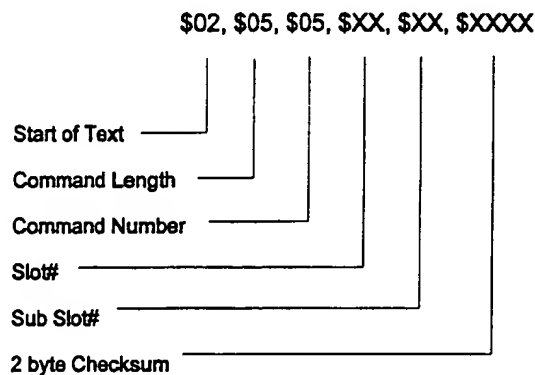 $02, $05, $05, $XX, $XX, $XXXX
Start of Text
Command Length
Command Number
Slot#
Sub Slot#
2 byte Checksum